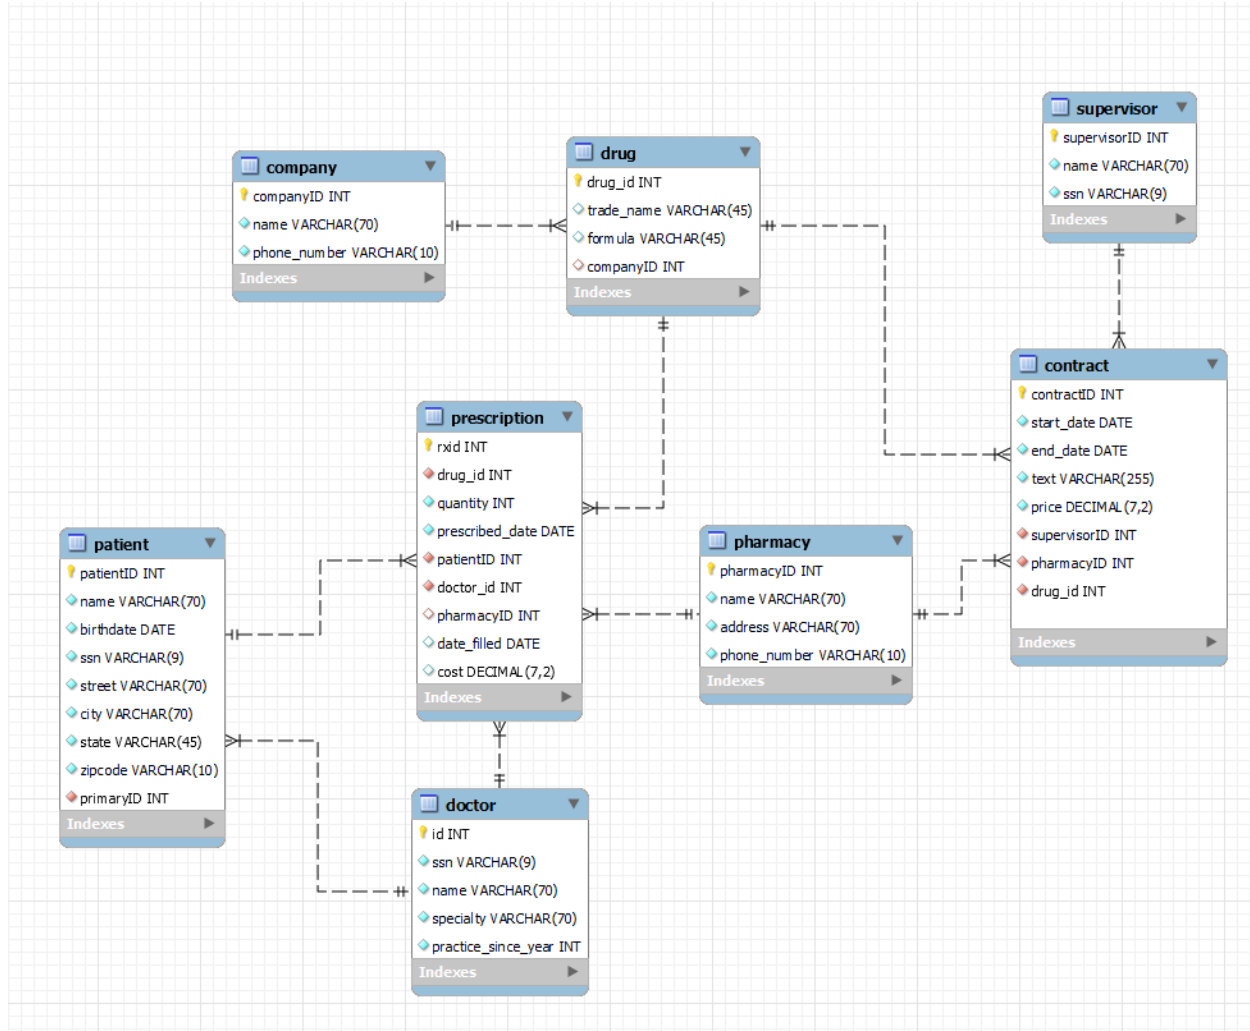 supervisor
supervisorID INT
name VARCHAR(70)
ssn VARCHAR(9)
Indexes
company
companyID INT
name VARCHAR(70)
phone_number VARCHAR(10)
Indexes
drug
drug_id INT
trade_name VARCHAR(45)
formula VARCHAR(45)
companyID INT
Indexes
contract
contractID INT
start_date DATE
end_date DATE
text VARCHAR(255)
price DECIMAL(7,2)
supervisorID INT
pharmacyID INT
drug_id INT
Indexes
prescription
rxid INT
drug_id INT
quantity INT
prescribed_date DATE
patientID INT
doctor_id INT
pharmacyID INT
date_filled DATE
cost DECIMAL(7,2)
Indexes
patient
patientID INT
name VARCHAR(70)
birthdate DATE
ssn VARCHAR(9)
street VARCHAR(70)
city VARCHAR(70)
state VARCHAR(45)
zipcode VARCHAR(10)
primaryID INT
Indexes
pharmacy
pharmacyID INT
name VARCHAR(70)
address VARCHAR(70)
phone_number VARCHAR(10)
Indexes
doctor
id INT
ssn VARCHAR(9)
name VARCHAR(70)
specialty VARCHAR(70)
practice_since_year INT
Indexes